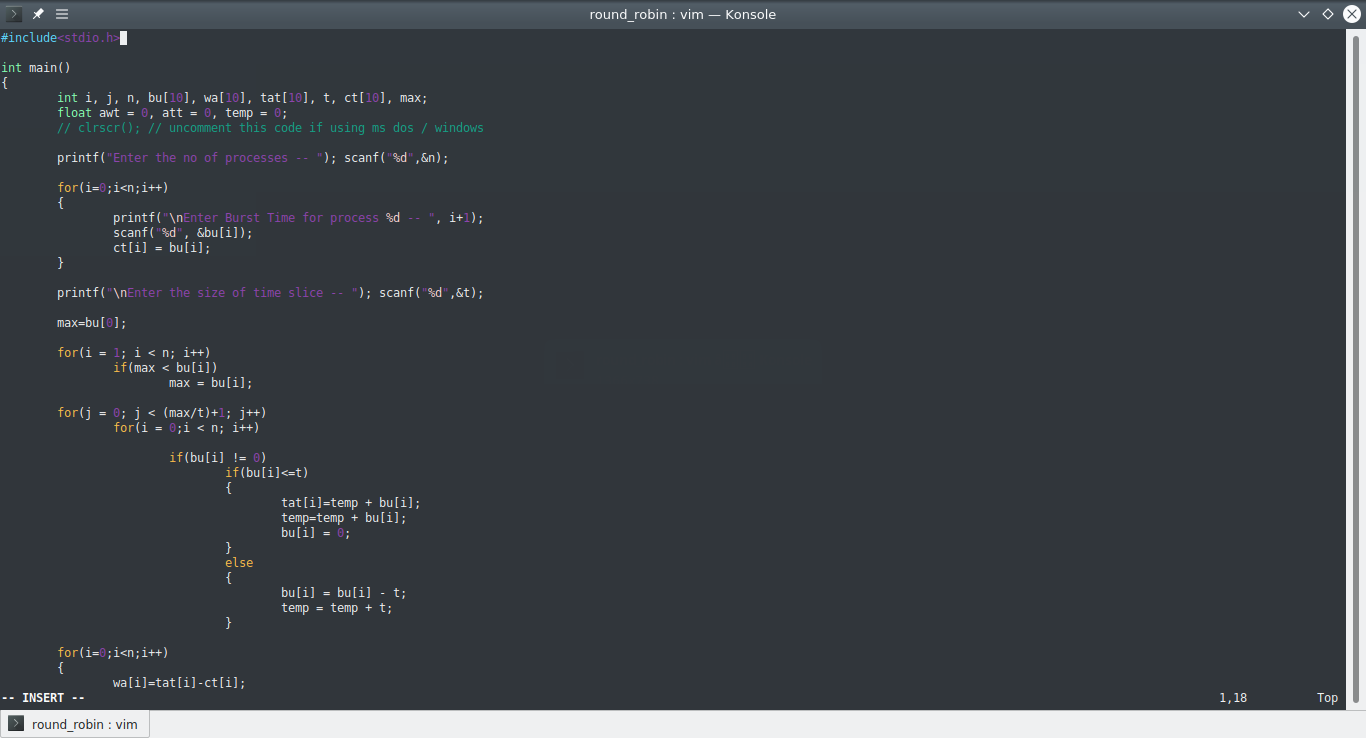 round_robin : vim — Konsole
#include<stdio.h>
int main()
{
int i, j, n, bu[10], wa[10], tat[10], t, ct[10], max;
float awt = 0, att = 0, temp = 0;
// clrscr(); // uncomment this code if using ms dos / windows
printf("Enter the no of processes -- "); scanf("%d",&n);
for(i=0;i<n;i++)
{
printf("\nEnter Burst Time for process %d -- ", i+1);
scanf("%d", &bu[i]);
ct[i] = bu[i];
}
printf("\nEnter the size of time slice -- "); scanf("%d",&t);
max=bu[0];
for(i = 1; i < n; i++)
if(max < bu[i])
max = bu[i];
for(j = 0; j < (max/t)+1; j++)
for(i = 0;i < n; i++)
if(bu[i] != 0)
if(bu[i]<=t)
{
tat[i]=temp + bu[i];
temp=temp + bu[i];
bu[i] = 0;
}
else
{
bu[i] = bu[i] - t;
temp = temp + t;
}
for(i=0;i<n;i++)
{
wa[i]=tat[i]-ct[i];
-- INSERT -- 1,18 Top
round_robin : vim